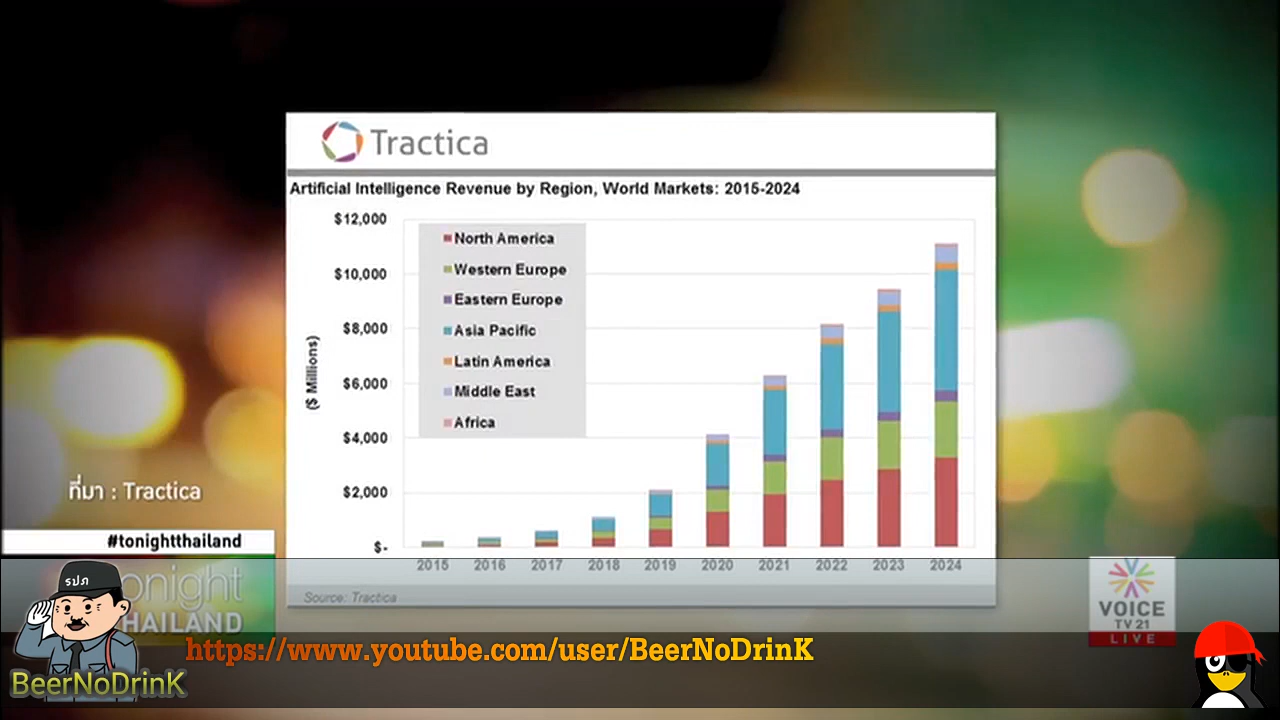 Tractica
Artificial Intelligence Revenue by Region, World Markets: 2015-2024
($ Millions)
$12,000
$10,000
$8,000
$6,000
$4,000
$2,000
$-
North America
Western Europe
Eastern Europe
Asia Pacific
Latin America
Middle East
Africa
2015 2016 2017 2018 2019 2020 2021 2022 2023 2024
Source: Tractica
ที่มา : Tractica
#tonightthailand
tonight
THAILAND
รปภ
BeerNoDrinK
https://www.youtube.com/user/BeerNoDrinK
VOICE
TV 21
LIVE